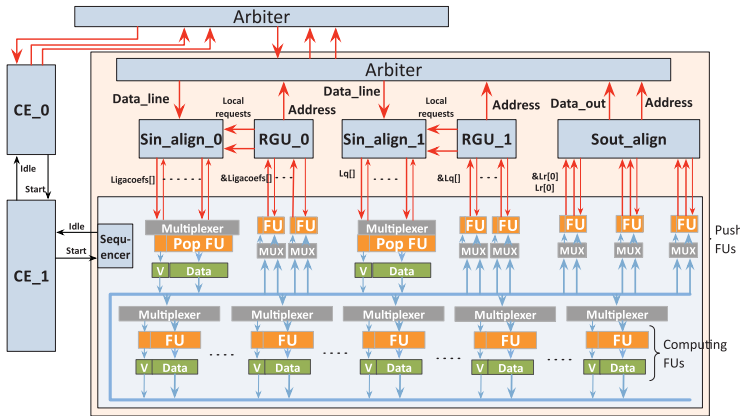 Arbiter
Arbiter
CE_0
Data_line
Local
requests
Address
Data_line
Local
requests
Address
Data_out
Address
Sin_align_0
RGU_0
Sin_align_1
RGU_1
Sout_align
Idle
Start
Ligacoefs[]
&Ligacoefs[]
Lq[]
&Lq[]
&Lr[0]
Lr[0]
CE_1
Idle
Start
Sequ-
encer
Multiplexer
Pop FU
V Data
FU FU
MUX MUX
Multiplexer
Pop FU
V Data
FU FU
MUX MUX
FU FU FU
MUX MUX MUX
Push
FUs
Multiplexer Multiplexer Multiplexer Multiplexer Multiplexer
FU FU FU FU FU
V Data V Data V Data V Data V Data
Computing
FUs